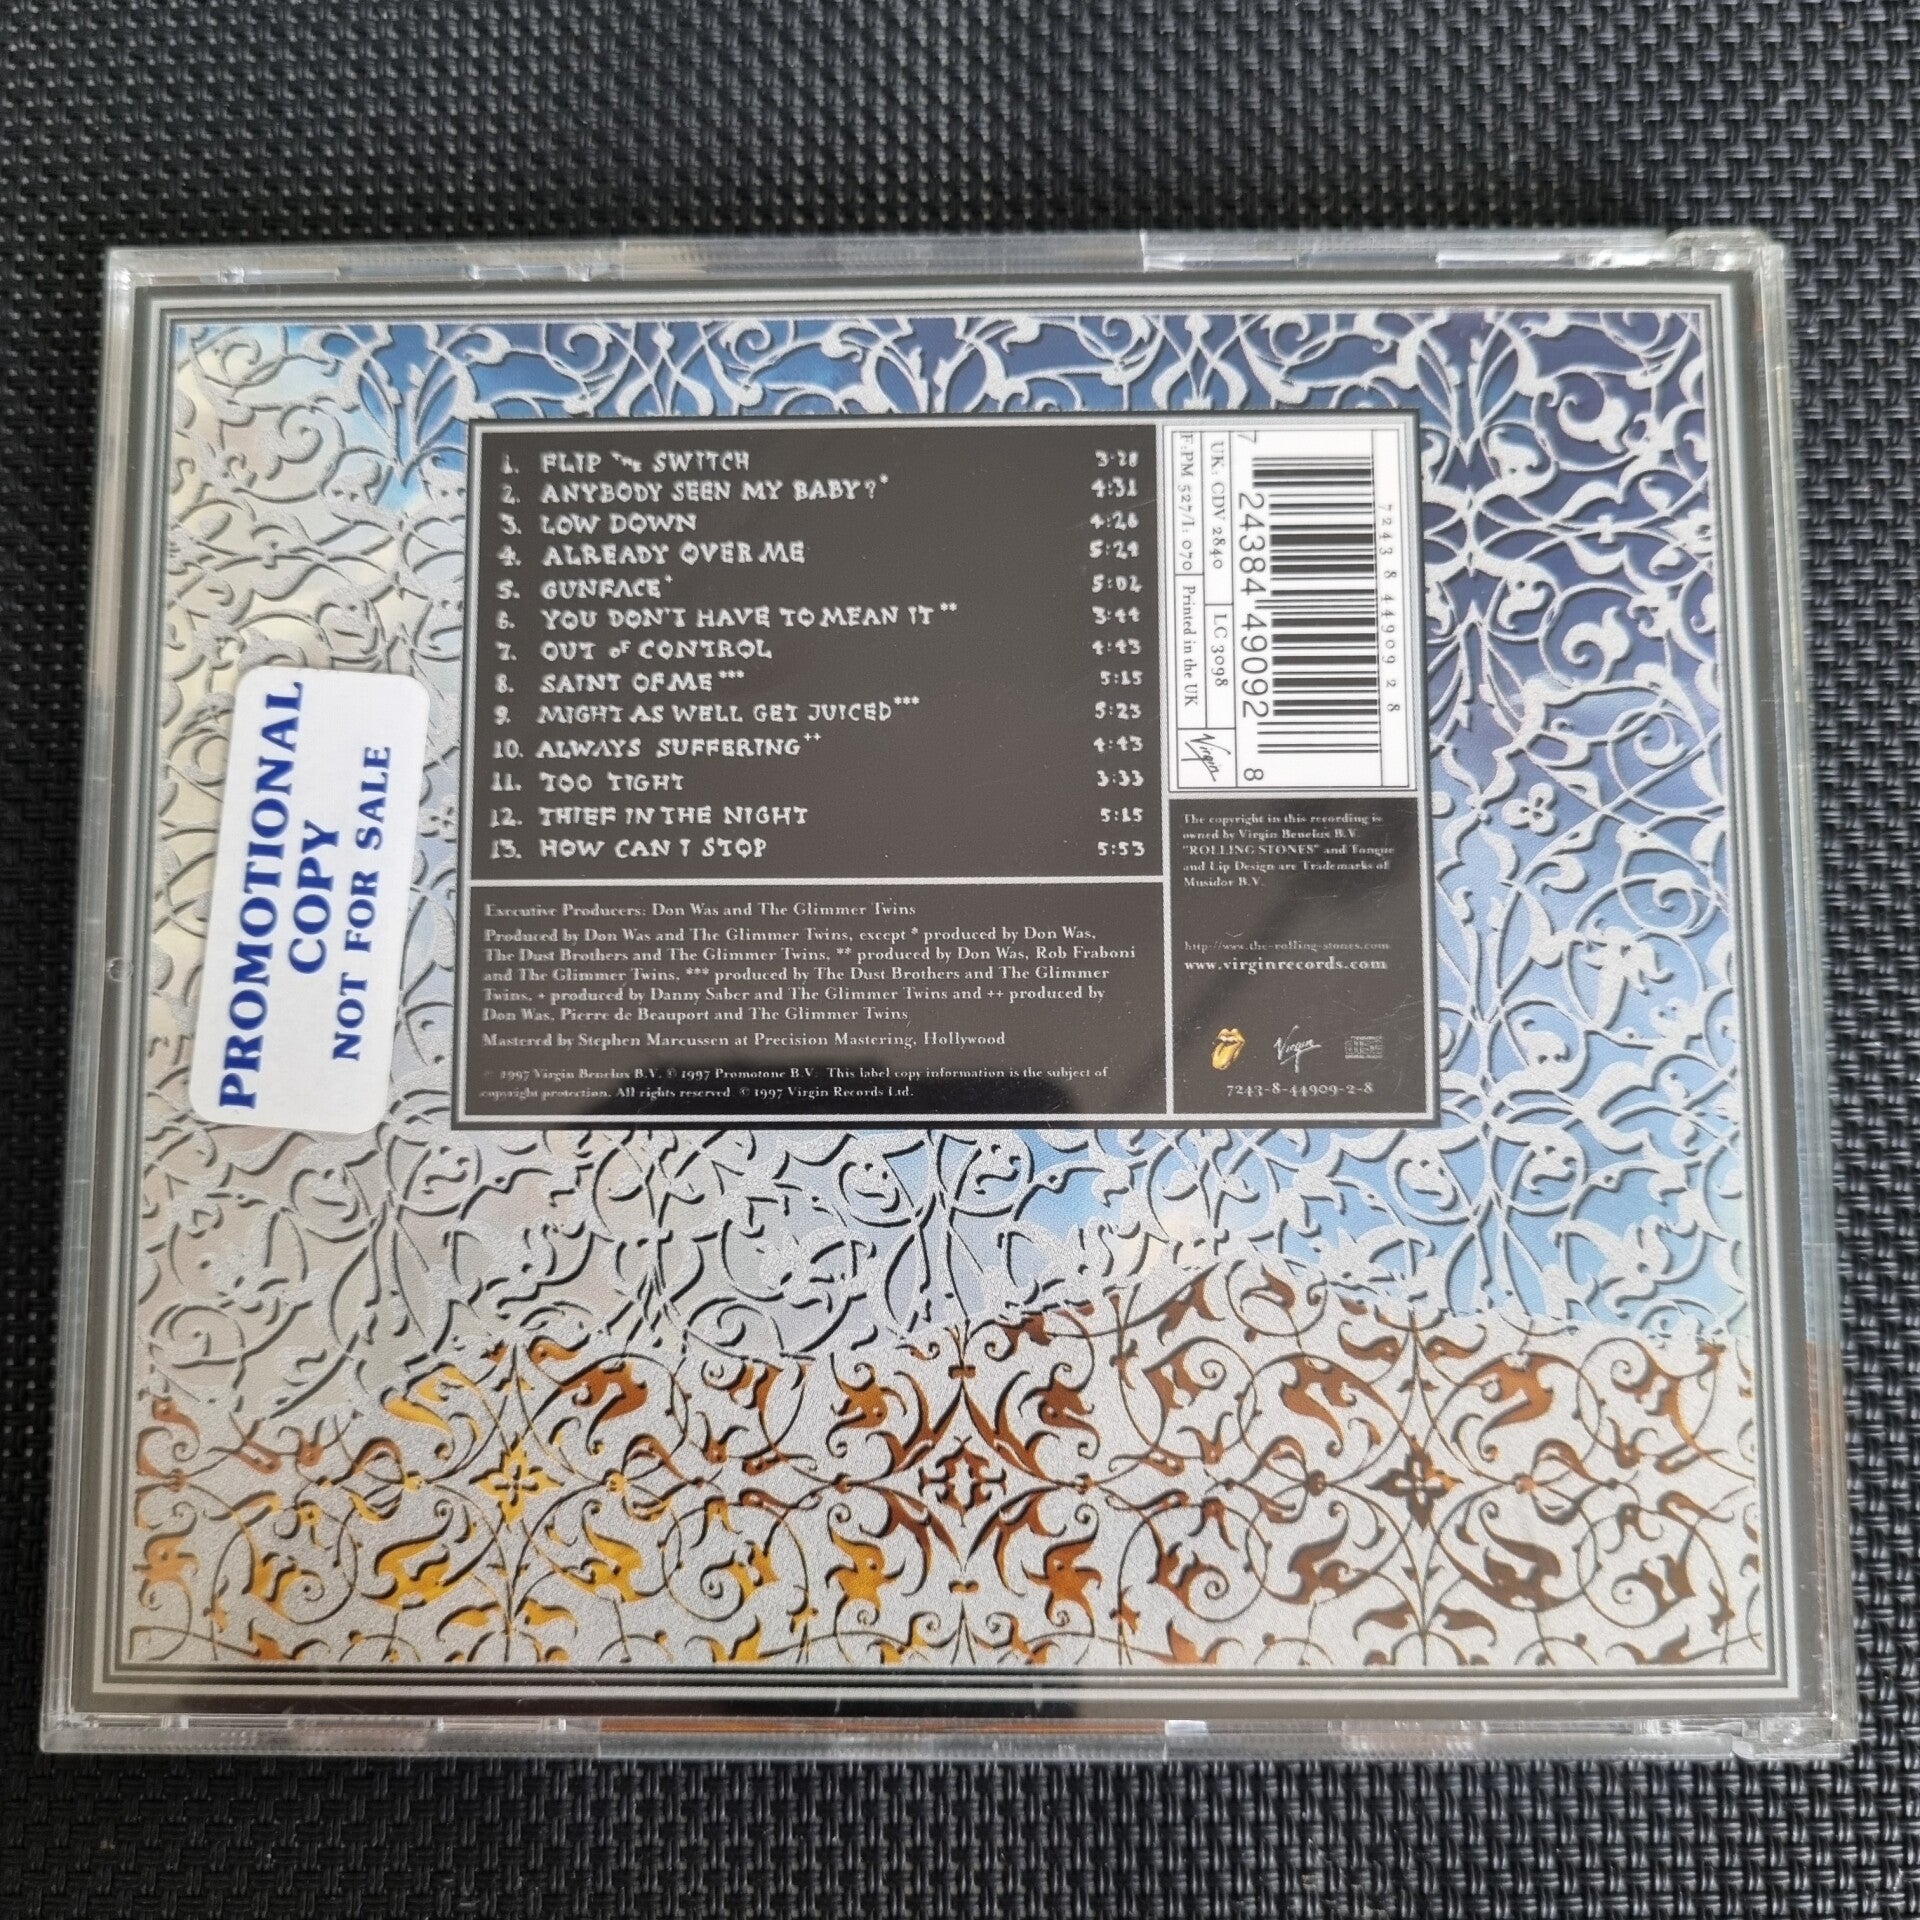 1. FLIP THE SWITCH 3:28
2. ANYBODY SEEN MY BABY?* 4:31
3. LOW DOWN 4:26
4. ALREADY OVER ME 5:24
5. GUNFACE+ 5:02
6. YOU DON'T HAVE TO MEAN IT** 3:44
7. OUT OF CONTROL 4:43
8. SAINT OF ME*** 5:15
9. MIGHT AS WELL GET JUICED*** 5:23
10. ALWAYS SUFFERING++ 4:43
11. TOO TIGHT 3:33
12. THIEF IN THE NIGHT 5:15
13. HOW CAN I STOP 5:53
Executive Producers: Don Was and The Glimmer Twins
Produced by Don Was and The Glimmer Twins, except * produced by Don Was,
The Dust Brothers and The Glimmer Twins, ** produced by Don Was, Rob Fraboni
and The Glimmer Twins, *** produced by The Dust Brothers and The Glimmer
Twins, + produced by Danny Saber and The Glimmer Twins and ++ produced by
Don Was, Pierre de Beauport and The Glimmer Twins
Mastered by Stephen Marcussen at Precision Mastering, Hollywood
1997 Virgin Benelux B.V. ℗ 1997 Promotone B.V. This label copy information is the subject of
copyright protection. All rights reserved. © 1997 Virgin Records Ltd.
7243 8 44909 2 8
7 24384 49092 8
UK: CDV 2840 LC 3098
F.PM 527/1.070 Printed in the UK
Virgin
The copyright in this recording is
owned by Virgin Benelux B.V.
"ROLLING STONES" and Tongue
and Lip Design are Trademarks of
Musidor B.V.
http://www.the-rolling-stones.com
www.virginrecords.com
Virgin
7243-8-44909-2-8
PROMOTIONAL
COPY
NOT FOR SALE